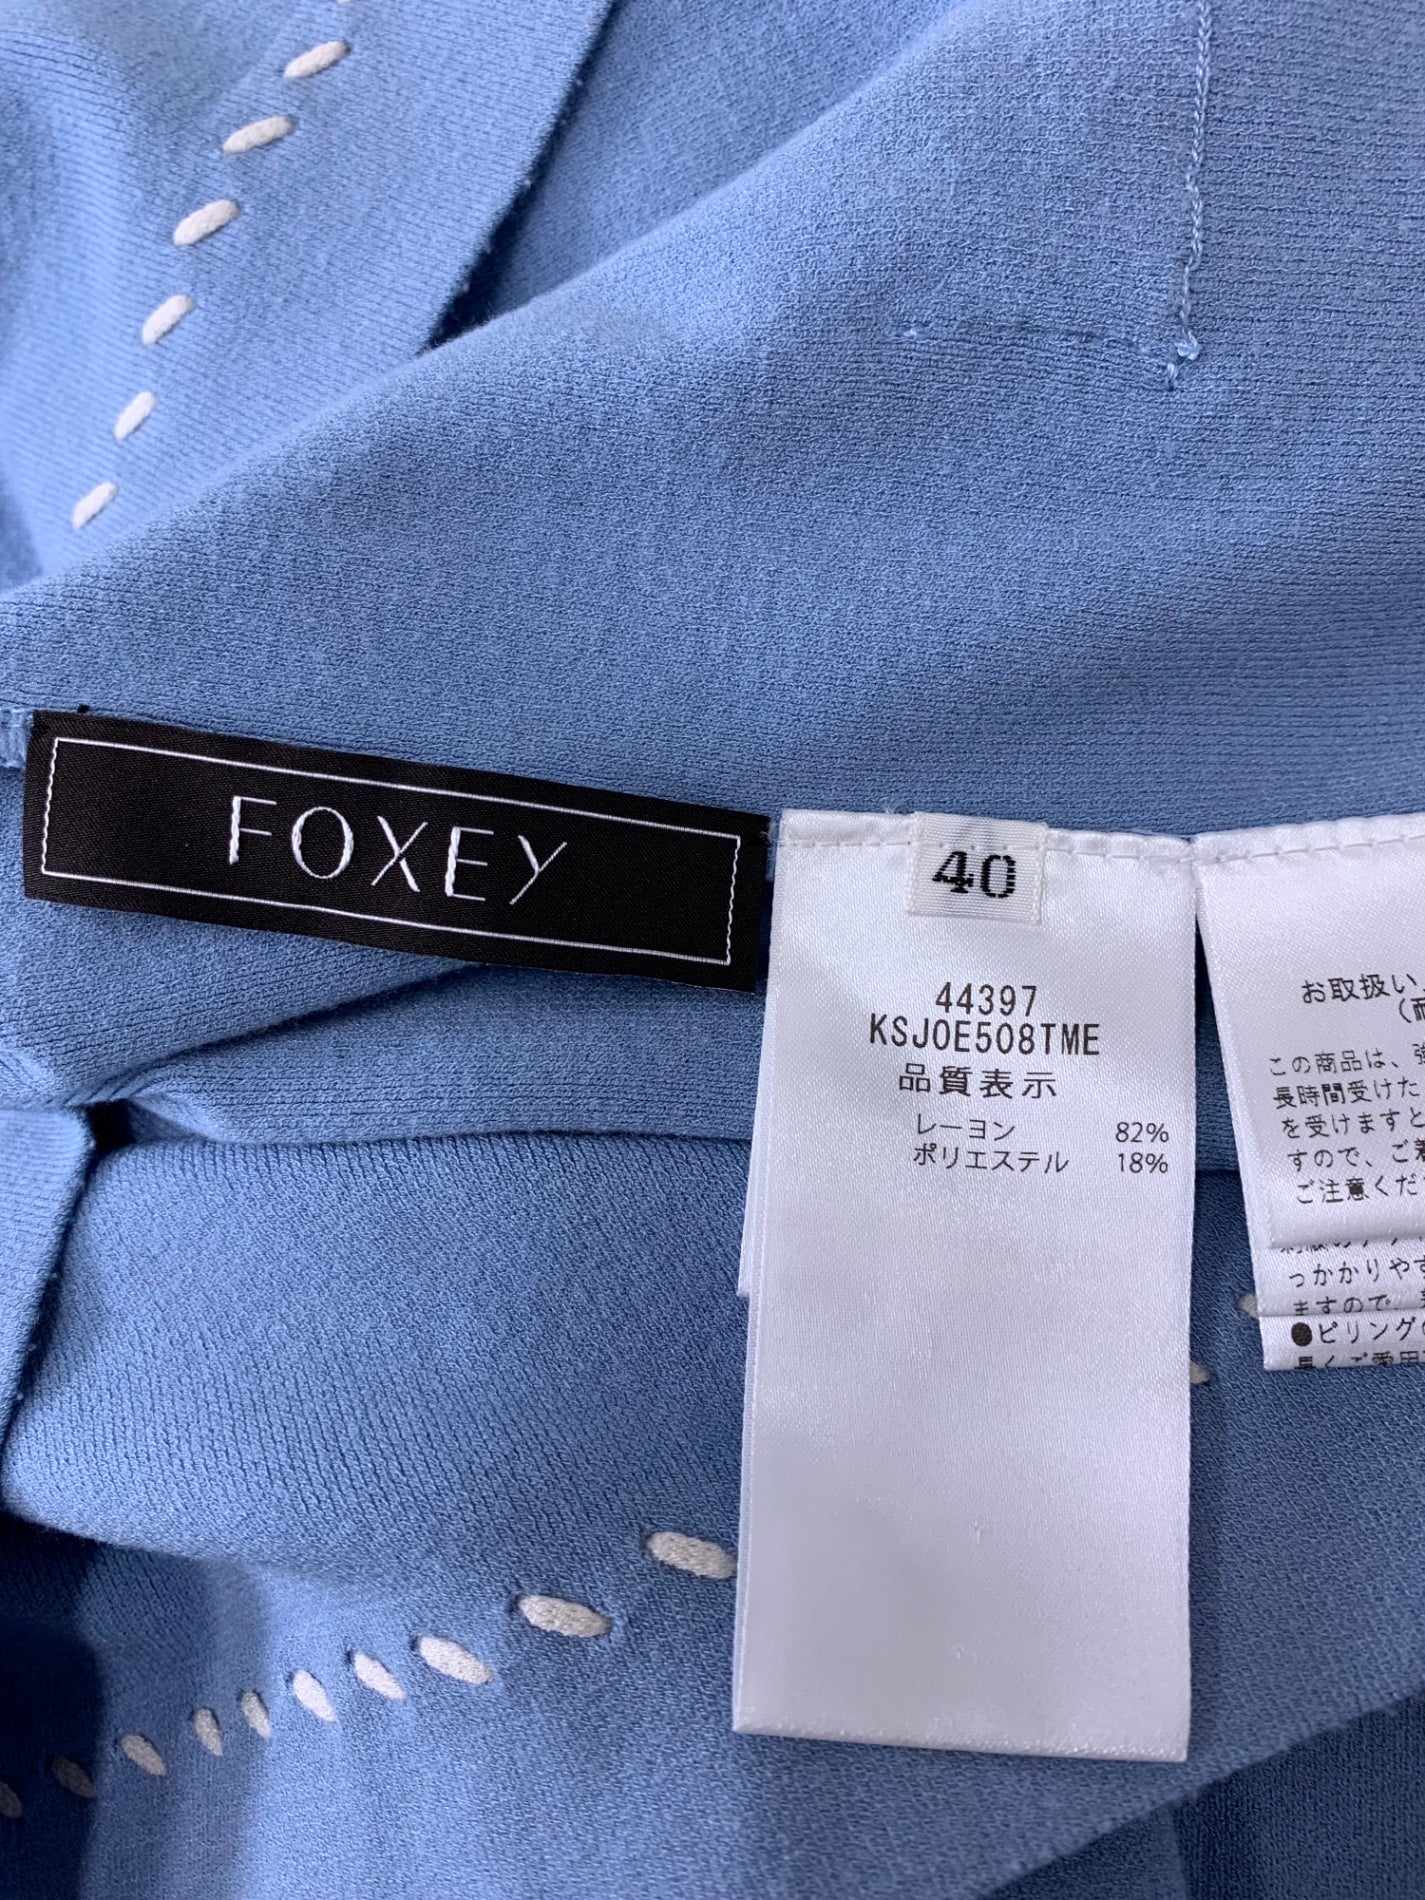 FOXEY
40
44397
KSJ0E508TME
品質表示
レーヨン 82%
ポリエステル 18%
お取扱い
この商品は、
長時間受けた
を受けますと
すので、ご着
ご注意くだ
っかかりやす
ますので
●ピリング